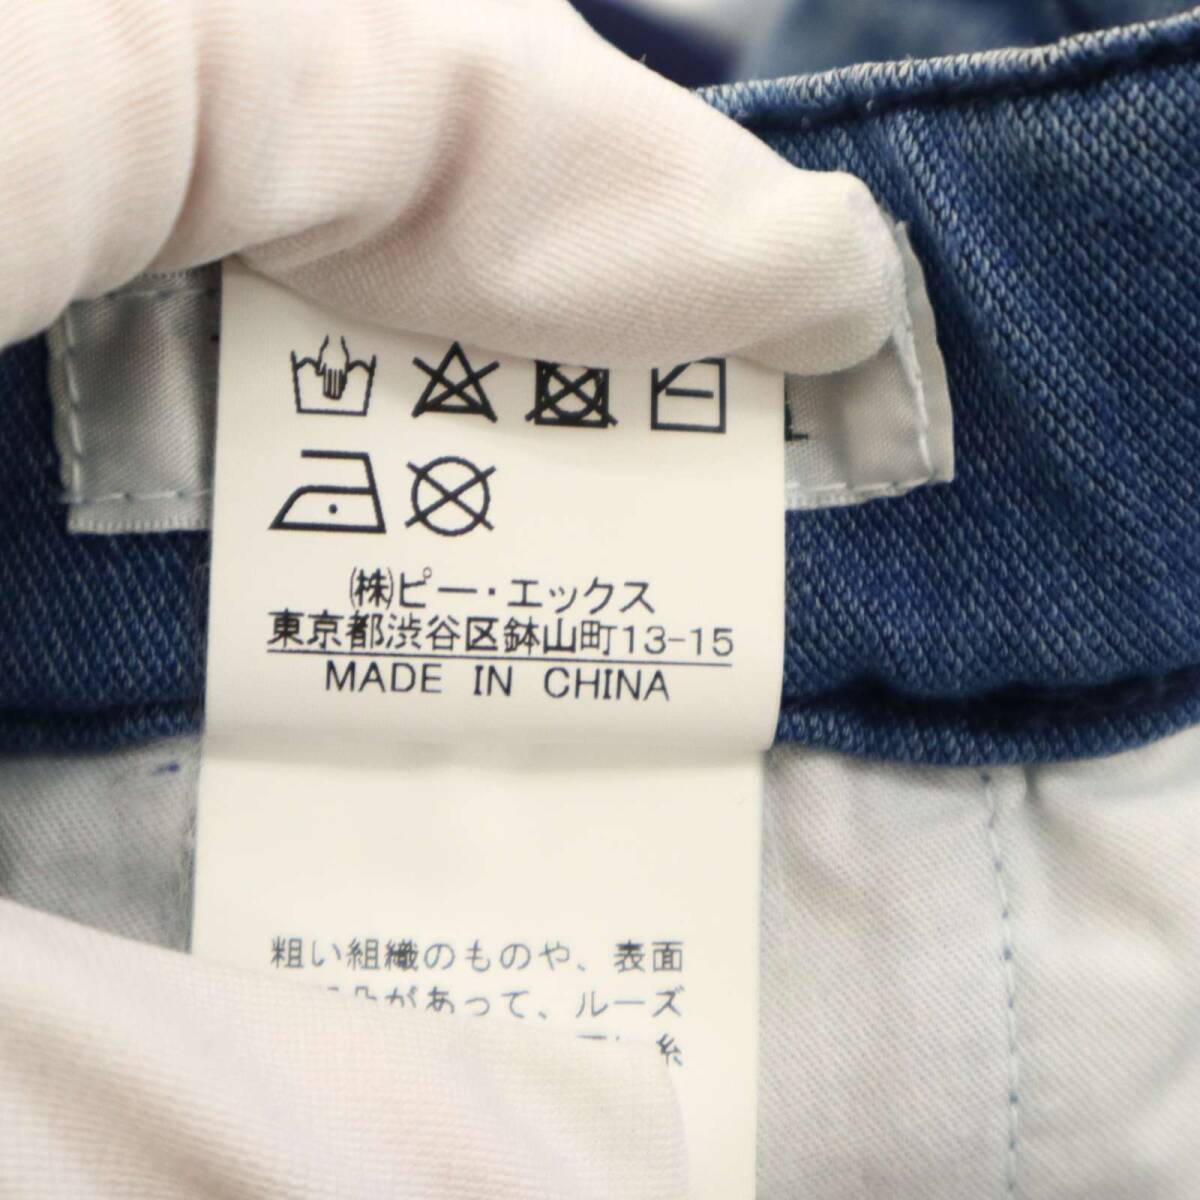 ㈱ピー・エックス
東京都渋谷区鉢山町13-15
MADE IN CHINA
粗い組織のものや、表面
凸があって、ルーズ
糸